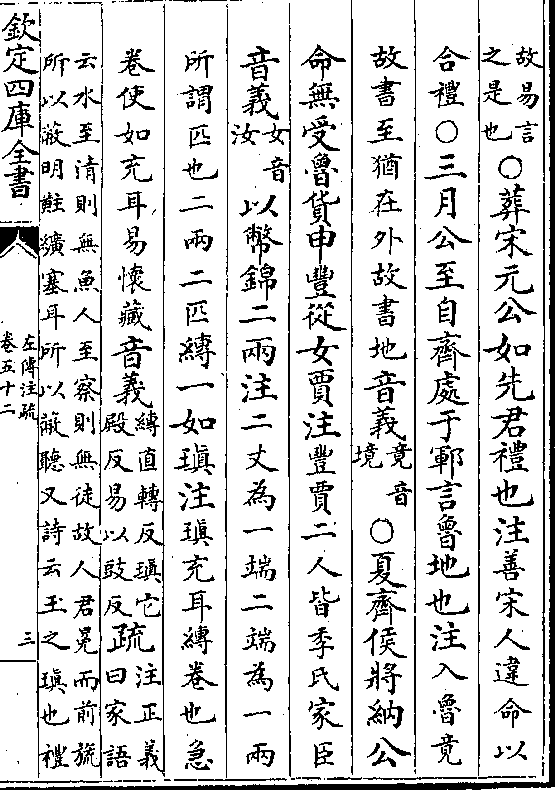 故易言
之是也○葬宋元公如先君禮也注善宋人違命以
合禮○三月公至自齊處于鄆言魯地也注入魯竟
故書至猶在外故書地音義竟音
境○夏齊侯將納公
命無受魯貨申豐從女賈注豐賈二人皆季氏家臣
音義女音
汝以幣錦二兩注二丈為一端二端為一兩
所謂匹也二兩二匹縳一如瑱注瑱充耳縳卷也急
卷使如充耳易懷藏音義縳直轉反瑱它
殿反易以豉反疏注正義
曰家語
云水至清則無魚人至察則無徒故人君冕而前旒
所以蔽明黈纊塞耳所以蔽聽又詩云玉之瑱也禮
欽定四庫全書
左傳注疏
卷五十二
三